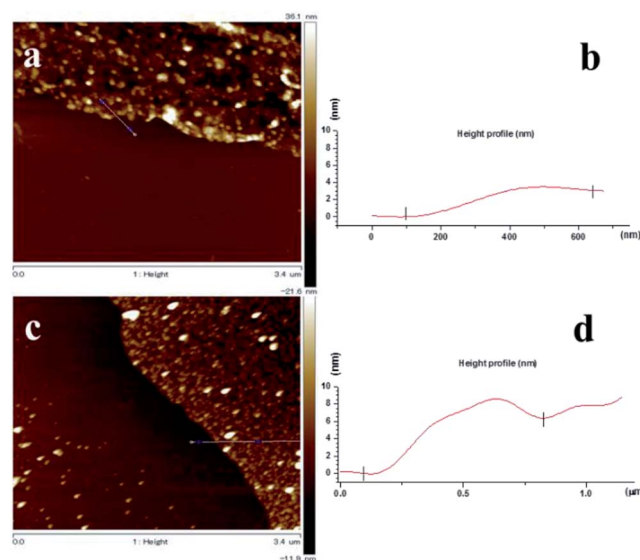 36.1 nm
a
b
(nm)
Height profile (nm)
10
8
6
4
2
0
0 200 400 600 (nm)
0.0 1: Height 3.4 um
-21.6 nm
c
d
(nm)
Height profile (nm)
10
8
6
4
2
0
0.0 0.5 1.0
0.0 1: Height 3.4 um
-11.9 nm